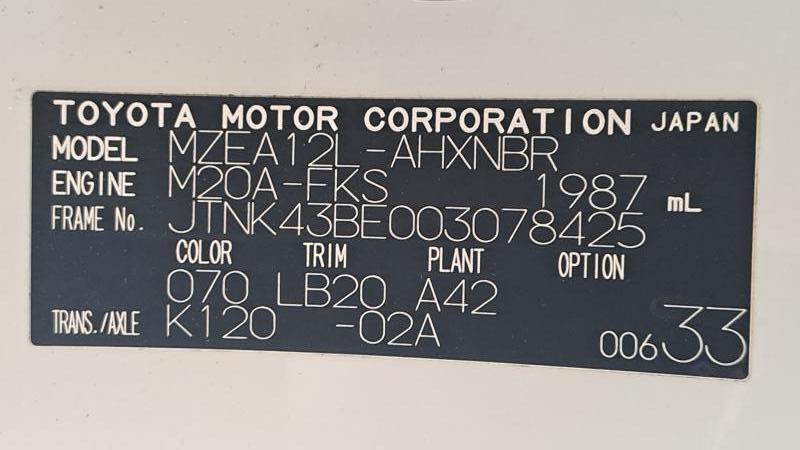 TOYOTA MOTOR CORPORATION JAPAN
MODEL MZEA12L-AHXNBR
ENGINE M20A-FKS 1987 mL
FRAME No. JTNK43BE003078425
COLOR TRIM PLANT OPTION
070 LB20 A42
TRANS./AXLE K120 -02A
00633